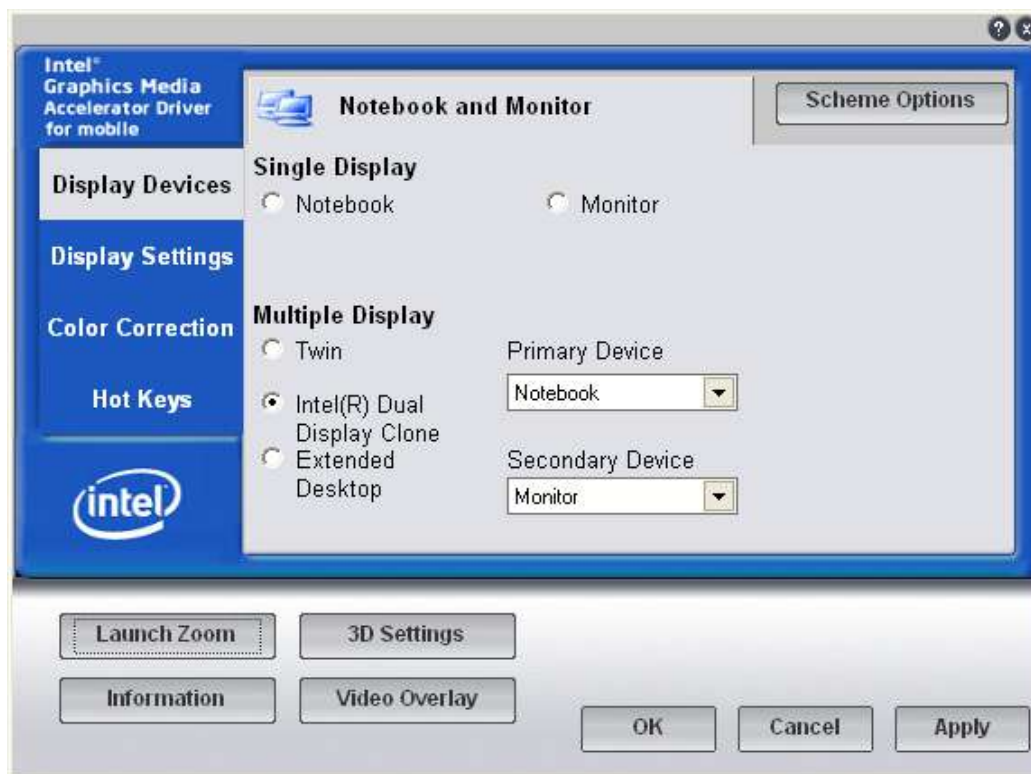 ?
x
Intel®
Graphics Media
Accelerator Driver
for mobile
Notebook and Monitor
Scheme Options
Display Devices
Display Settings
Color Correction
Hot Keys
intel
Single Display
Notebook
Monitor
Multiple Display
Twin
Intel(R) Dual
Display Clone
Extended
Desktop
Primary Device
Notebook
Secondary Device
Monitor
Launch Zoom
3D Settings
Information
Video Overlay
OK
Cancel
Apply